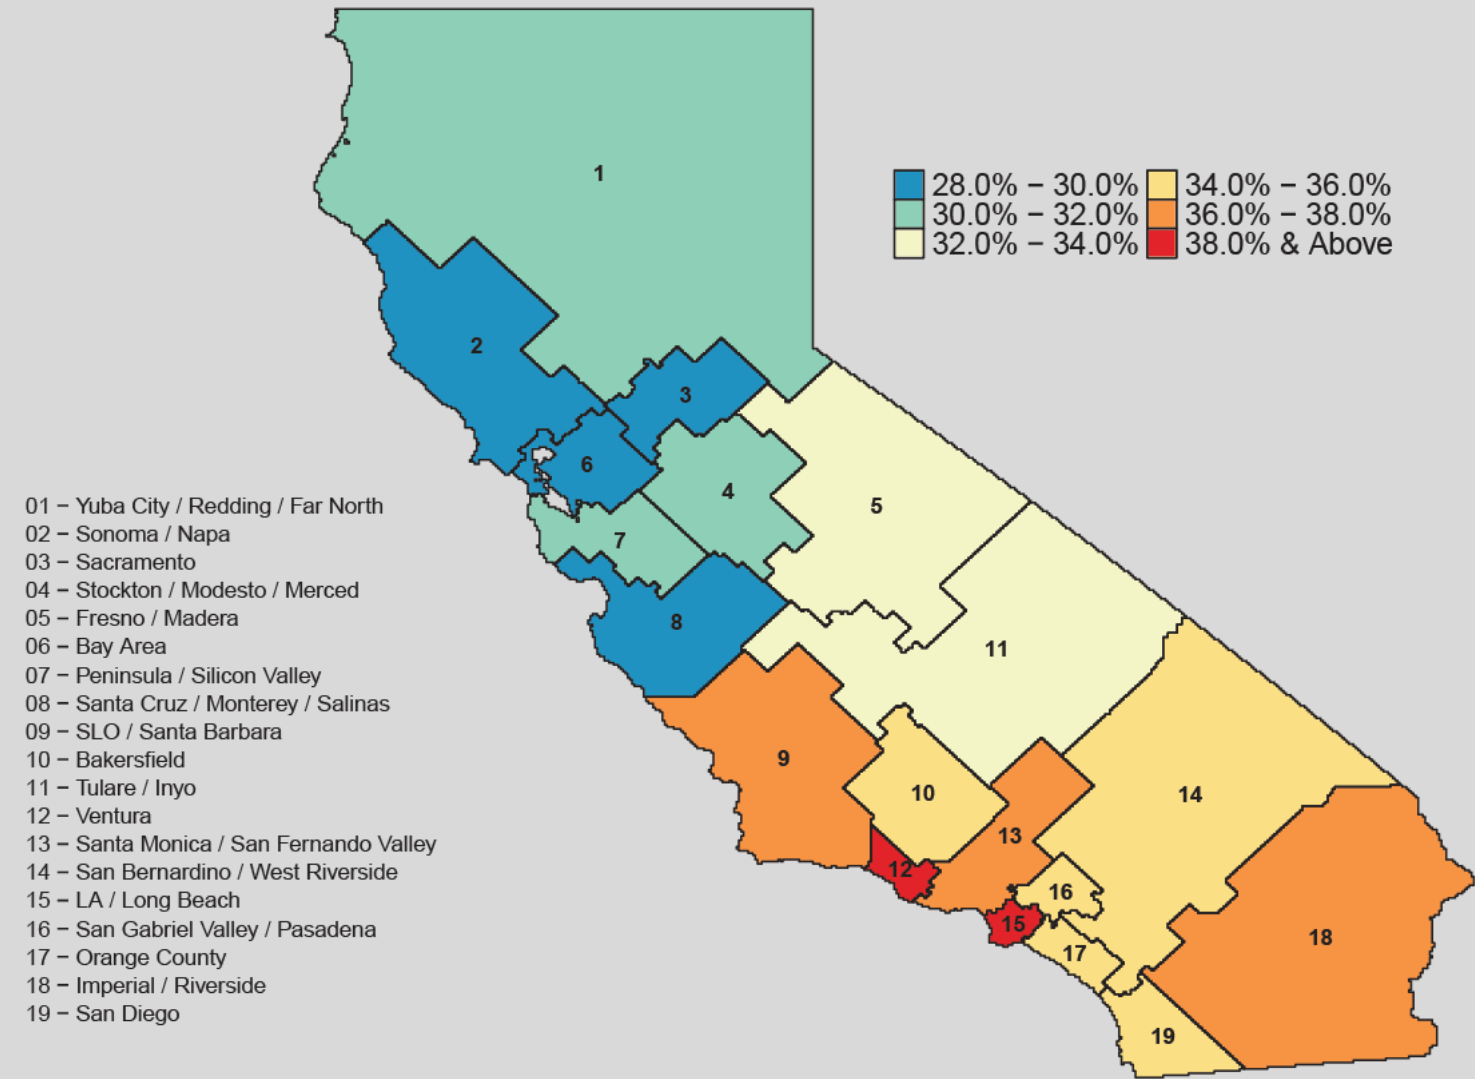 1
28.0% – 30.0%
34.0% – 36.0%
30.0% – 32.0%
36.0% – 38.0%
32.0% – 34.0%
38.0% & Above
2
3
6
4
5
7
8
11
9
10
14
13
12
16
15
17
18
19
01 – Yuba City / Redding / Far North
02 – Sonoma / Napa
03 – Sacramento
04 – Stockton / Modesto / Merced
05 – Fresno / Madera
06 – Bay Area
07 – Peninsula / Silicon Valley
08 – Santa Cruz / Monterey / Salinas
09 – SLO / Santa Barbara
10 – Bakersfield
11 – Tulare / Inyo
12 – Ventura
13 – Santa Monica / San Fernando Valley
14 – San Bernardino / West Riverside
15 – LA / Long Beach
16 – San Gabriel Valley / Pasadena
17 – Orange County
18 – Imperial / Riverside
19 – San Diego